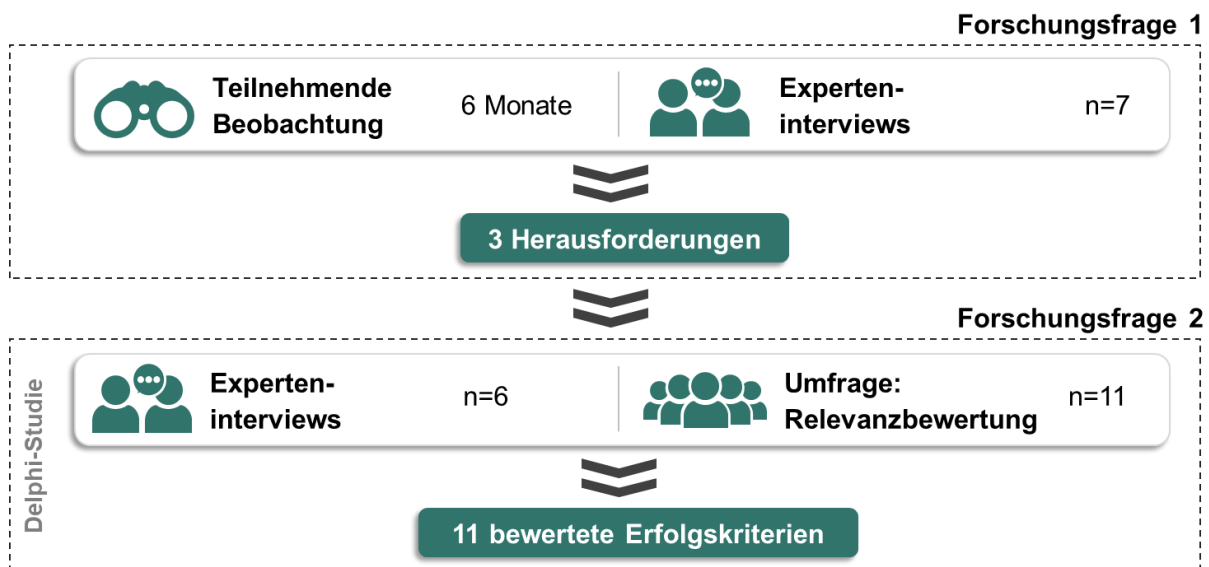 Forschungsfrage 1
Teilnehmende
Beobachtung
6 Monate
Experten-
interviews
n=7
3 Herausforderungen
Forschungsfrage 2
Delphi-Studie
Experten-
interviews
n=6
Umfrage:
Relevanzbewertung
n=11
11 bewertete Erfolgskriterien